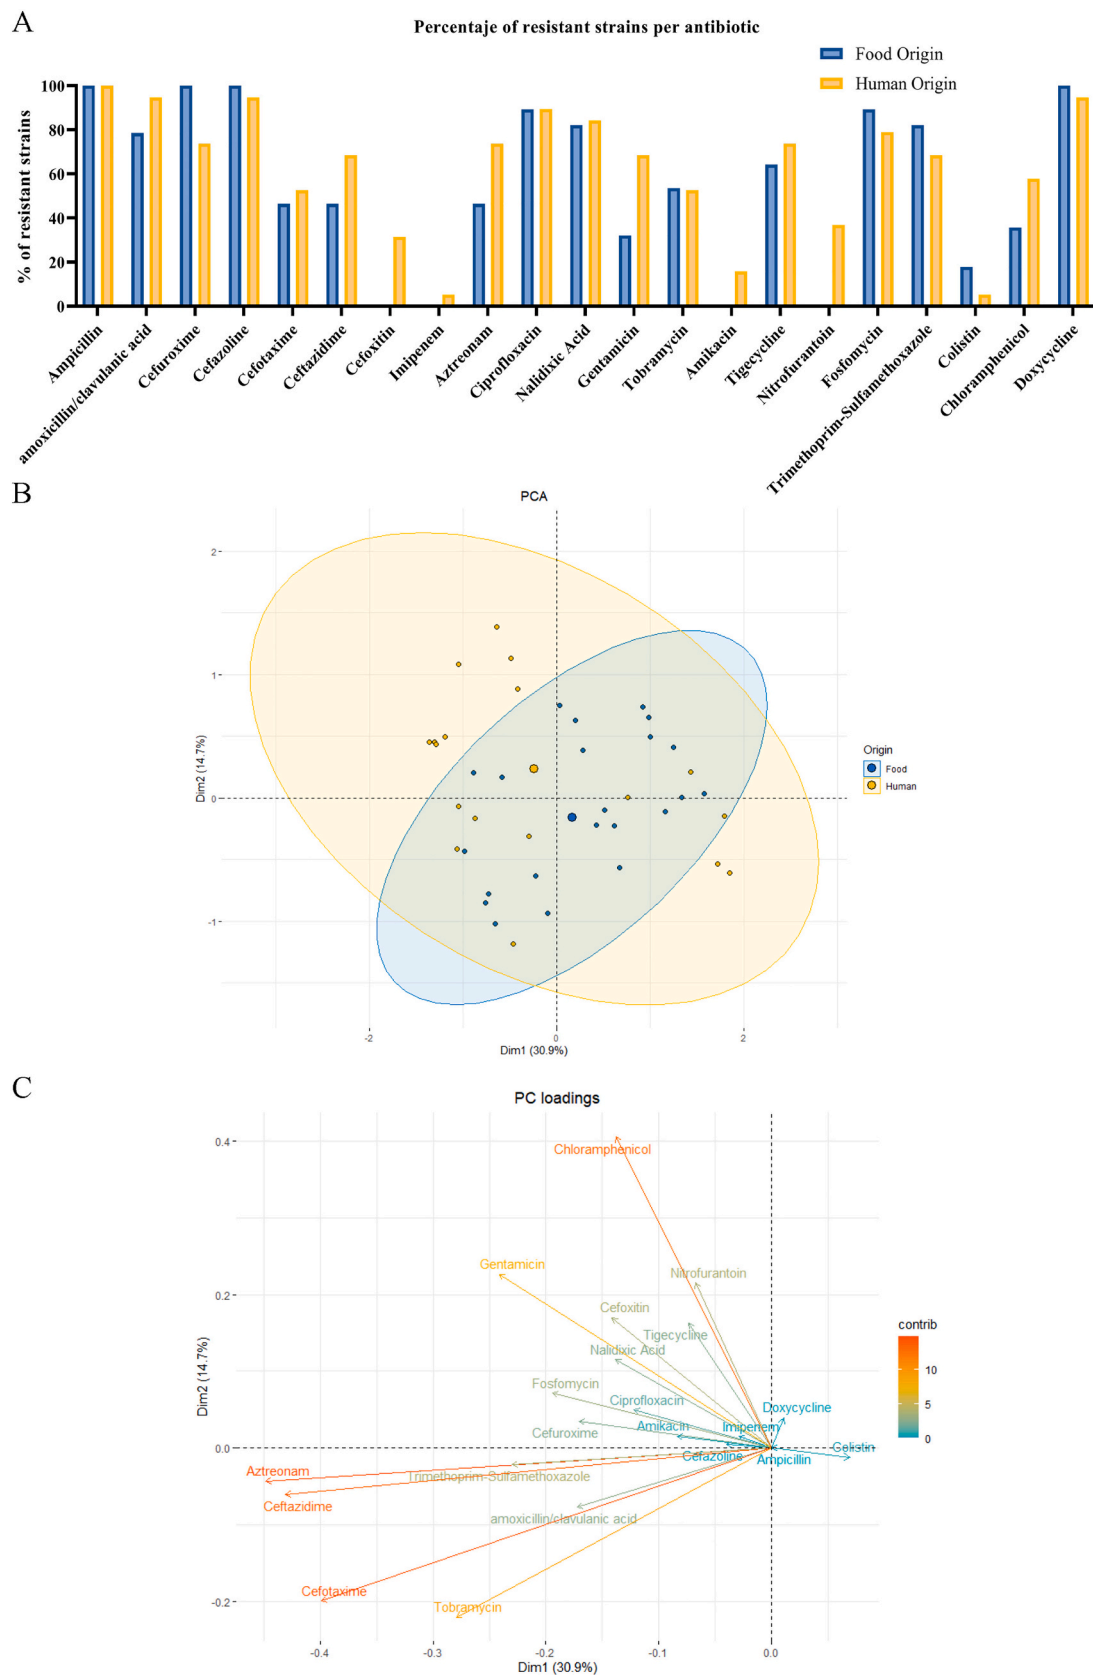 A
Percentaje of resistant strains per antibiotic
Food Origin
Human Origin
% of resistant strains
100
80
60
40
20
0
Ampicillin
amoxicillin/clavulanic acid
Cefuroxime
Cefazoline
Cefotaxime
Ceftazidime
Cefoxitin
Imipenem
Aztreonam
Ciprofloxacin
Nalidixic Acid
Gentamicin
Tobramycin
Amikacin
Tigecycline
Nitrofurantoin
Fosfomycin
Trimethoprim-Sulfamethoxazole
Colistin
Chloramphenicol
Doxycycline
B
PCA
2
1
0
-1
Dim2 (14.7%)
-2
0
2
Dim1 (30.9%)
Origin
Food
Human
C
PC loadings
0.4
0.2
0.0
-0.2
Dim2 (14.7%)
Chloramphenicol
Gentamicin
Nitrofurantoin
Cefoxitin
Tigecycline
Nalidixic Acid
Fosfomycin
Ciprofloxacin
Doxycycline
Cefuroxime
Amikacin
Imipenem
Colistin
Cefazoline
Ampicillin
Aztreonam
Trimethoprim-Sulfamethoxazole
Ceftazidime
amoxicillin/clavulanic acid
Cefotaxime
Tobramycin
-0.4
-0.3
-0.2
-0.1
0.0
Dim1 (30.9%)
contrib
10
5
0